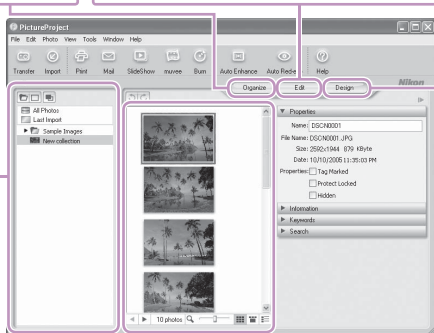 PictureProject
File Edit Photo View Tools Window Help
Transfer Import Print Mail SlideShow muvee Burn Auto Enhance Auto Red-eye Help
Organize Edit Design
Nikon
All Photos
Last Import
Sample Images
New collection
Properties
Name: DSCN0001
File Name: DSCN0001.JPG
Size: 2592x1944 879 KByte
Date: 10/10/2005 11:35:03 PM
Properties: Tag Marked
Protect Locked
Hidden
Information
Keywords
Search
10 photos